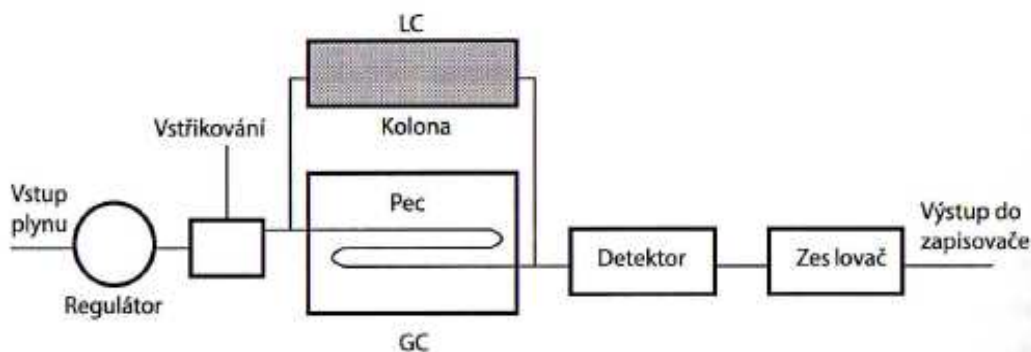 LC
Kolona
Vstřikování
Vstup
plynu
Regulátor
Pec
GC
Detektor
Zes lovač
Výstup do
zapisovače